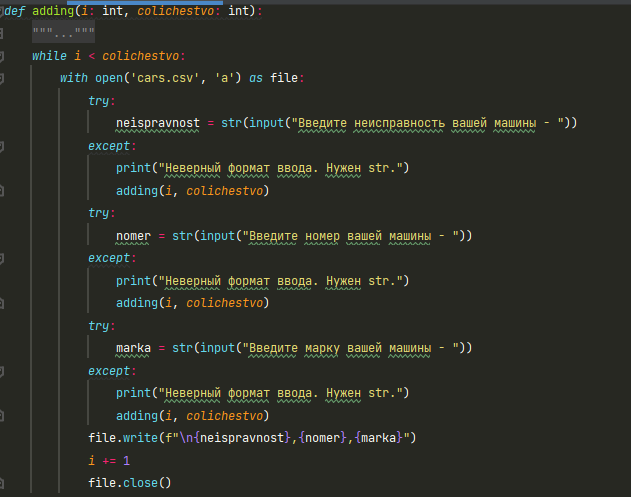 def adding(i: int, colichestvo: int):
    """..."""
    while i < colichestvo:
        with open('cars.csv', 'a') as file:
            try:
                neispravnost = str(input("Введите неисправность вашей машины - "))
            except:
                print("Неверный формат ввода. Нужен str.")
                adding(i, colichestvo)
            try:
                nomer = str(input("Введите номер вашей машины - "))
            except:
                print("Неверный формат ввода. Нужен str.")
                adding(i, colichestvo)
            try:
                marka = str(input("Введите марку вашей машины - "))
            except:
                print("Неверный формат ввода. Нужен str.")
                adding(i, colichestvo)
            file.write(f"\n{neispravnost},{nomer},{marka}")
            i += 1
            file.close()